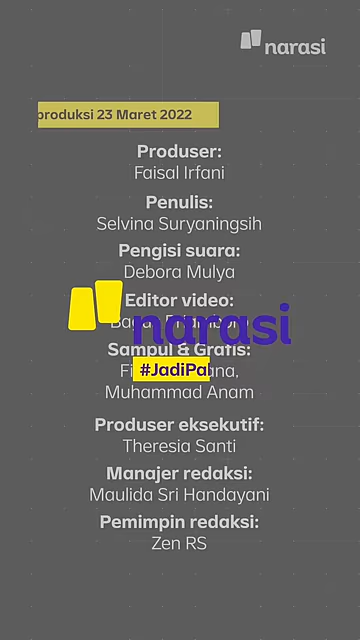 narasi
produksi 23 Maret 2022
Produser:
Faisal Irfani
Penulis:
Selvina Suryaningsih
Pengisi suara:
Debora Mulya
Editor video:
narasi
Sampul & Grafis:
#JadiPa
Muhammad Anam
Produser eksekutif:
Theresia Santi
Manajer redaksi:
Maulida Sri Handayani
Pemimpin redaksi:
Zen RS